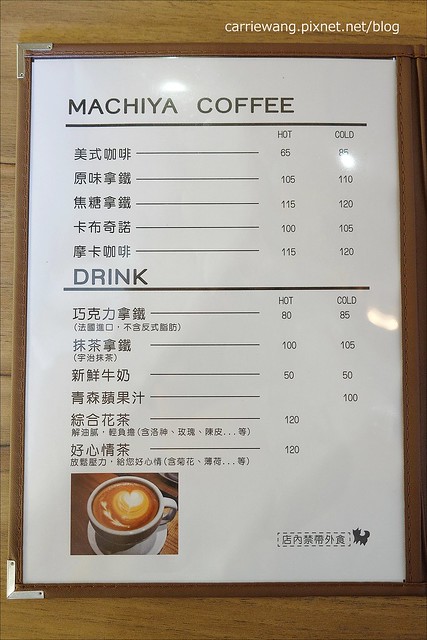 carriewang.pixnet.net/blog
MACHIYA COFFEE
HOT COLD
美式咖啡 65 85
原味拿鐵 105 110
焦糖拿鐵 115 120
卡布奇諾 100 105
摩卡咖啡 115 120
DRINK
HOT COLD
巧克力拿鐵 80 85
(法國進口，不含反式脂肪)
抹茶拿鐵 100 105
(宇治抹茶)
新鮮牛奶 50 50
青森蘋果汁 100
綜合花茶 120
解油膩，輕負擔(含洛神、玫瑰、陳皮...等)
好心情茶 120
放鬆壓力，給您好心情(含菊花、薄荷...等)
店內禁帶外食